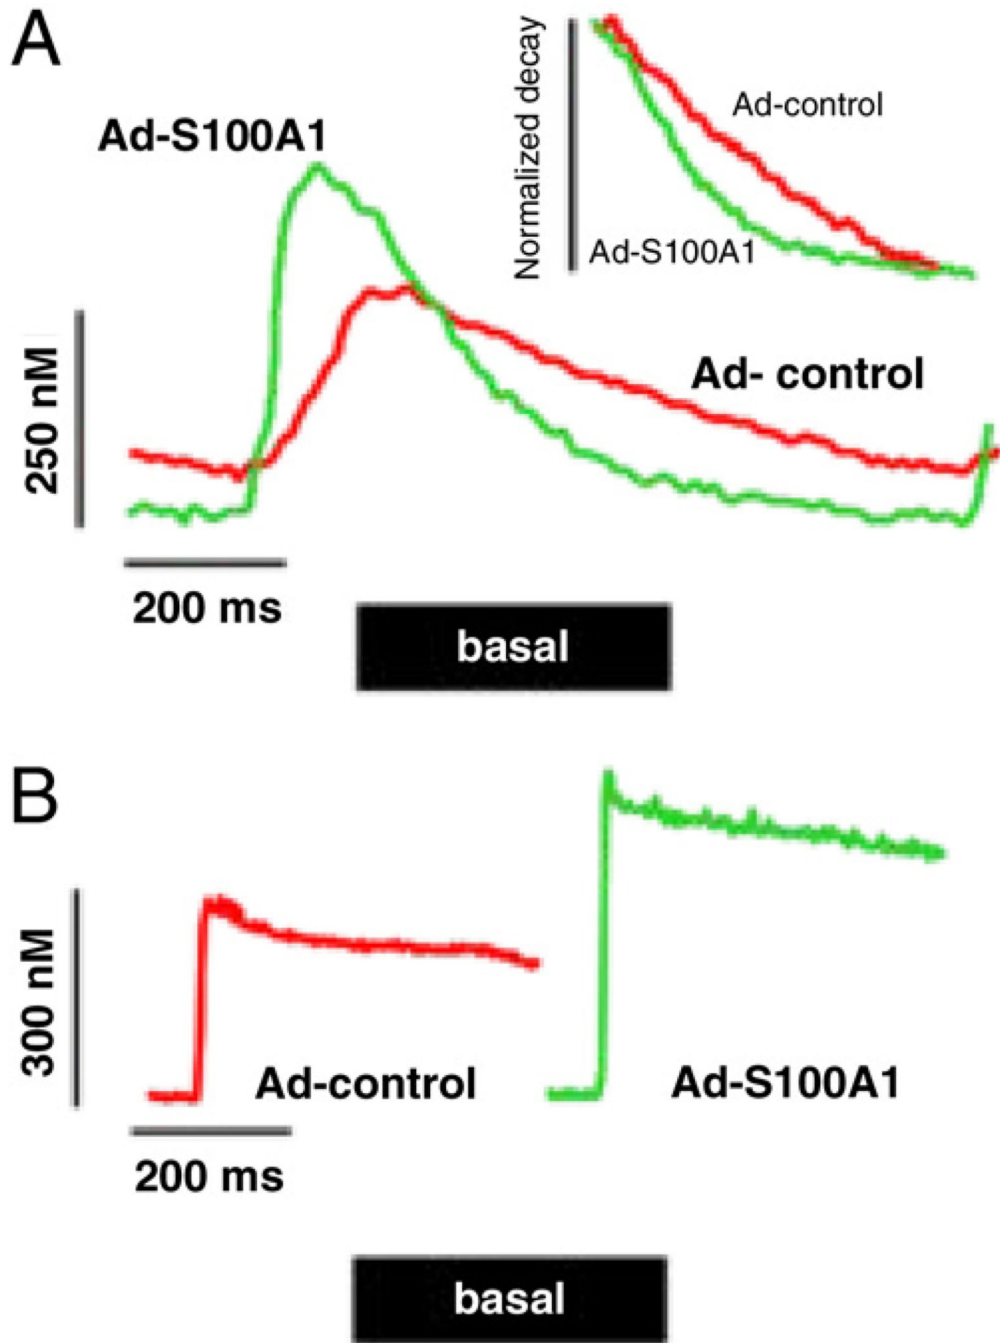 A
Ad-S100A1
Normalized decay
Ad-control
Ad-S100A1
250 nM
Ad- control
200 ms
basal
B
300 nM
Ad-control
Ad-S100A1
200 ms
basal